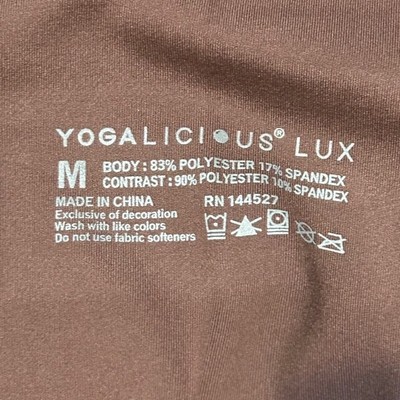 YOGALICIOUS® LUX
M
BODY : 83% POLYESTER 17% SPANDEX
CONTRAST : 90% POLYESTER 10% SPANDEX
MADE IN CHINA RN 144527
Exclusive of decoration
Wash with like colors
Do not use fabric softeners